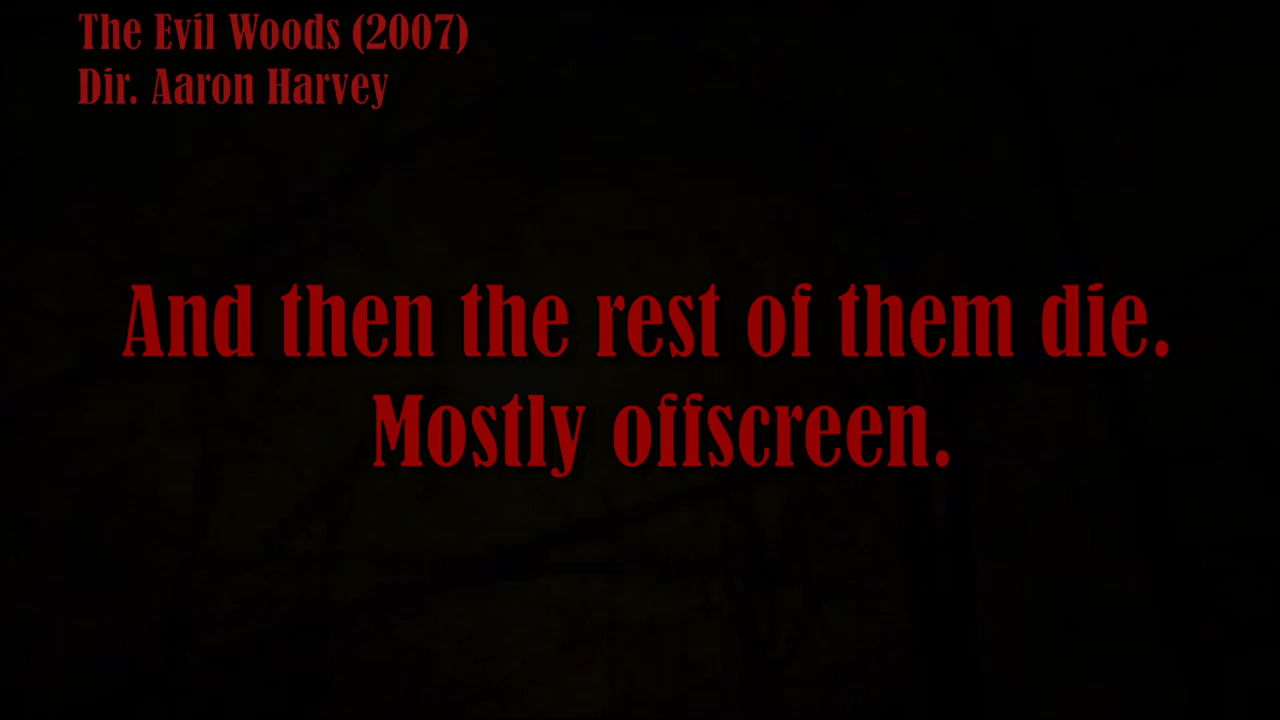 The Evil Woods (2007)
Dir. Aaron Harvey
And then the rest of them die.
Mostly offscreen.